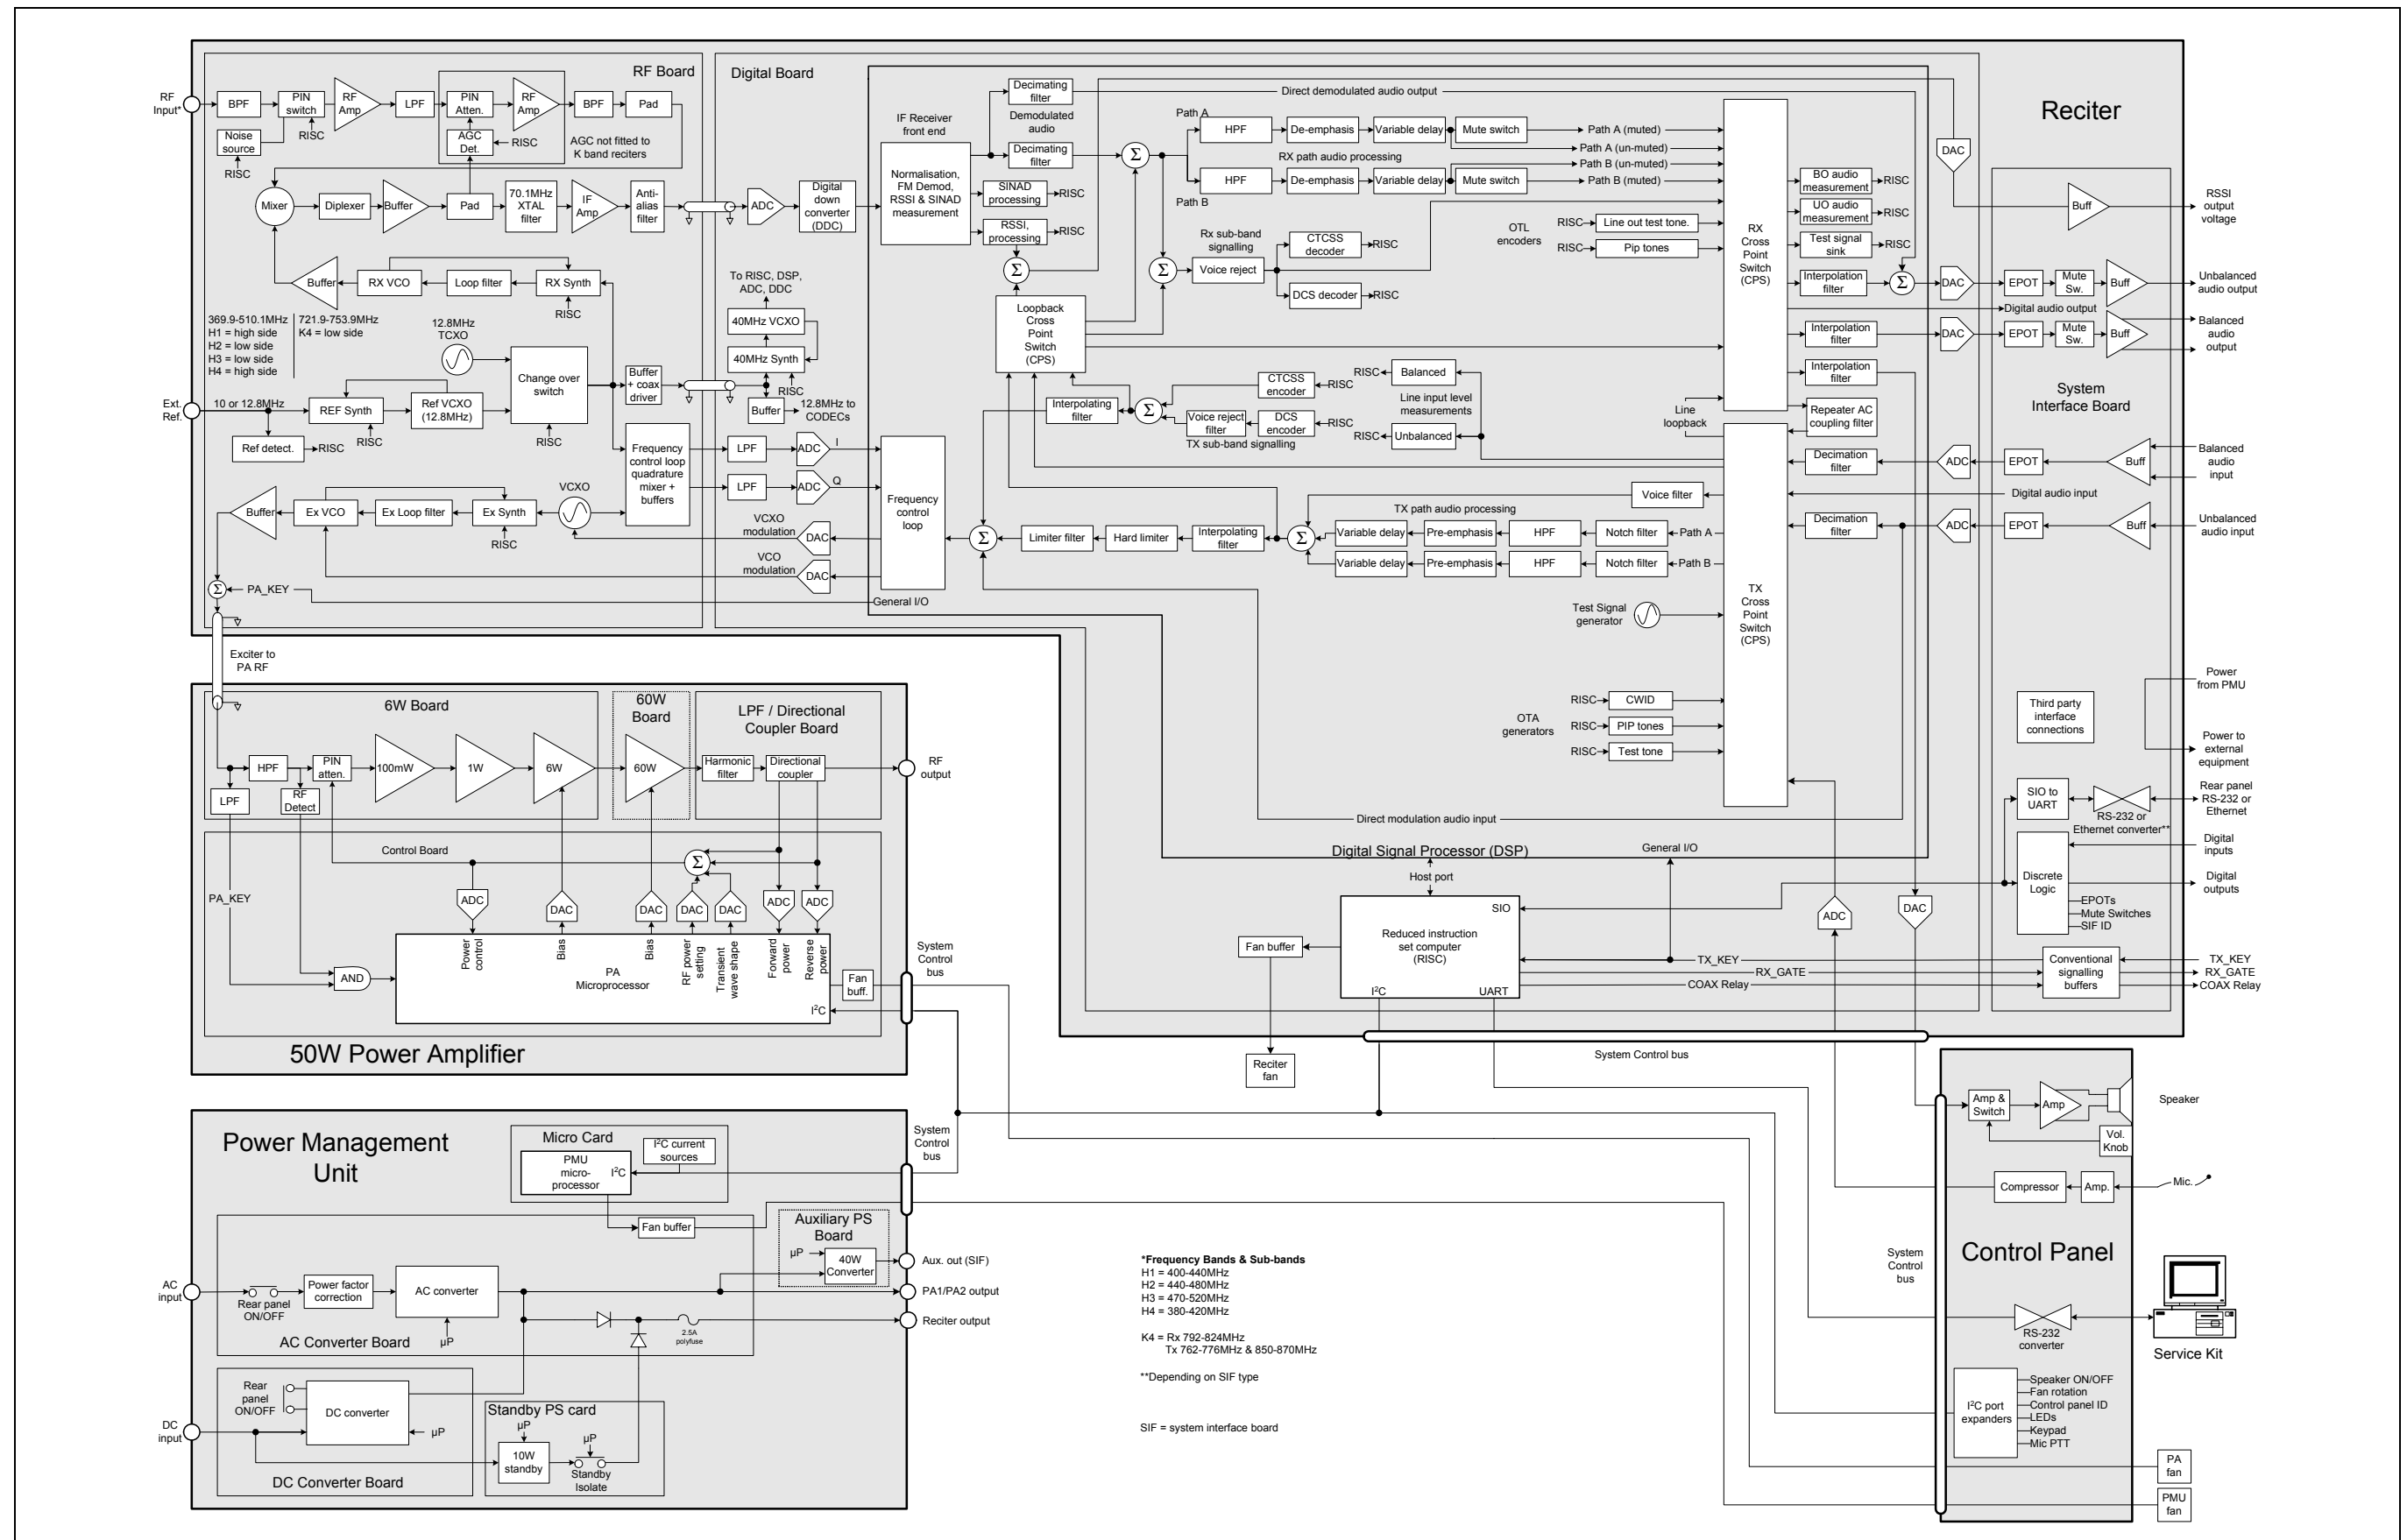 RF Board
Digital Board
Reciter
RF
Input*
BPF
PIN
switch
RISC
RF
Amp
LPF
PIN
Atten.
RF
Amp
BPF
Pad
Noise
source
RISC
AGC
Det.
RISC
AGC not fitted to
K band reciters
Mixer
Diplexer
Buffer
Pad
70.1MHz
XTAL
filter
IF
Amp
Anti-
alias
filter
ADC
Digital
down
converter
(DDC)
Buffer
RX VCO
Loop filter
RX Synth
RISC
369.9-510.1MHz
H1 = high side
H2 = low side
H3 = low side
H4 = high side
721.9-753.9MHz
K4 = low side
12.8MHz
TCXO
Change over
switch
RISC
Buffer
+ coax
driver
To RISC, DSP,
ADC, DDC
40MHz VCXO
40MHz Synth
RISC
Buffer
12.8MHz to
CODECs
Ext.
Ref.
10 or 12.8MHz
REF Synth
RISC
Ref VCXO
(12.8MHz)
Ref detect.
RISC
Frequency
control loop
quadrature
mixer +
buffers
LPF
ADC
I
LPF
ADC
Q
Buffer
Ex VCO
Ex Loop filter
Ex Synth
RISC
VCXO
VCXO
modulation
DAC
VCO
modulation
DAC
Σ
PA_KEY
General I/O
Frequency
control
loop
IF Receiver
front end
Normalisation,
FM Demod,
RSSI & SINAD
measurement
Decimating
filter
Demodulated
audio
Decimating
filter
SINAD
processing
RISC
RSSI,
processing
RISC
Σ
Direct demodulated audio output
Σ
Path A
HPF
De-emphasis
Variable delay
Mute switch
Path A (muted)
Path A (un-muted)
RX path audio processing
Path B (un-muted)
HPF
De-emphasis
Variable delay
Mute switch
Path B (muted)
Path B
Rx sub-band
signalling
Σ
Voice reject
CTCSS
decoder
RISC
DCS decoder
RISC
OTL
encoders
RISC
Line out test tone.
RISC
Pip tones
Loopback
Cross
Point
Switch
(CPS)
RX
Cross
Point
Switch
(CPS)
BO audio
measurement
RISC
UO audio
measurement
RISC
Test signal
sink
RISC
Interpolation
filter
Σ
DAC
EPOT
Mute
Sw.
Buff
Unbalanced
audio output
DAC
Buff
RSSI
output
voltage
Digital audio output
Interpolation
filter
DAC
EPOT
Mute
Sw.
Buff
Balanced
audio
output
Interpolation
filter
System
Interface Board
Line
loopback
Repeater AC
coupling filter
Interpolating
filter
Σ
CTCSS
encoder
RISC
Voice reject
filter
DCS
encoder
RISC
TX sub-band signalling
RISC
Balanced
Line input level
measurements
RISC
Unbalanced
Decimation
filter
ADC
EPOT
Buff
Balanced
audio
input
Voice filter
Digital audio input
TX path audio processing
Decimation
filter
ADC
EPOT
Buff
Unbalanced
audio input
Σ
Limiter filter
Hard limiter
Interpolating
filter
Σ
Variable delay
Pre-emphasis
HPF
Notch filter
Path A
Variable delay
Pre-emphasis
HPF
Notch filter
Path B
Test Signal
generator
TX
Cross
Point
Switch
(CPS)
OTA
generators
RISC
CWID
RISC
PIP tones
RISC
Test tone
Direct modulation audio input
Digital Signal Processor (DSP)
General I/O
Host port
Reduced instruction
set computer
(RISC)
SIO
I²C
UART
Fan buffer
Reciter
fan
TX_KEY
RX_GATE
COAX Relay
ADC
DAC
Power
from PMU
Third party
interface
connections
Power to
external
equipment
SIO to
UART
RS-232 or
Ethernet converter**
Rear panel
RS-232 or
Ethernet
Discrete
Logic
Digital
inputs
Digital
outputs
EPOTs
Mute Switches
SIF ID
Conventional
signalling
buffers
TX_KEY
RX_GATE
COAX Relay
System Control bus
Exciter to
PA RF
6W Board
60W
Board
LPF / Directional
Coupler Board
HPF
PIN
atten.
100mW
1W
6W
60W
Harmonic
filter
Directional
coupler
RF
output
LPF
RF
Detect
Control Board
Σ
PA_KEY
ADC
DAC
DAC
DAC
DAC
ADC
ADC
AND
Power
control
Bias
Bias
RF power
setting
Transient
wave shape
Forward
power
Reverse
power
PA
Microprocessor
I²C
Fan
buff.
System
Control
bus
50W Power Amplifier
Power Management
Unit
Micro Card
PMU
micro-
processor
I²C
I²C current
sources
System
Control
bus
Fan buffer
Auxiliary PS
Board
µP
40W
Converter
Aux. out (SIF)
PA1/PA2 output
Reciter output
AC
input
Rear panel
ON/OFF
Power factor
correction
AC converter
µP
AC Converter Board
2.5A
polyfuse
DC
input
Rear
panel
ON/OFF
DC converter
µP
DC Converter Board
Standby PS card
µP
10W
standby
µP
Standby
Isolate
*Frequency Bands & Sub-bands
H1 = 400-440MHz
H2 = 440-480MHz
H3 = 470-520MHz
H4 = 380-420MHz
K4 = Rx 792-824MHz
Tx 762-776MHz & 850-870MHz
**Depending on SIF type
SIF = system interface board
Amp &
Switch
Amp
Speaker
Vol.
Knob
Compressor
Amp.
Mic.
System
Control
bus
Control Panel
RS-232
converter
Service Kit
I²C port
expanders
Speaker ON/OFF
Fan rotation
Control panel ID
LEDs
Keypad
Mic PTT
PA
fan
PMU
fan